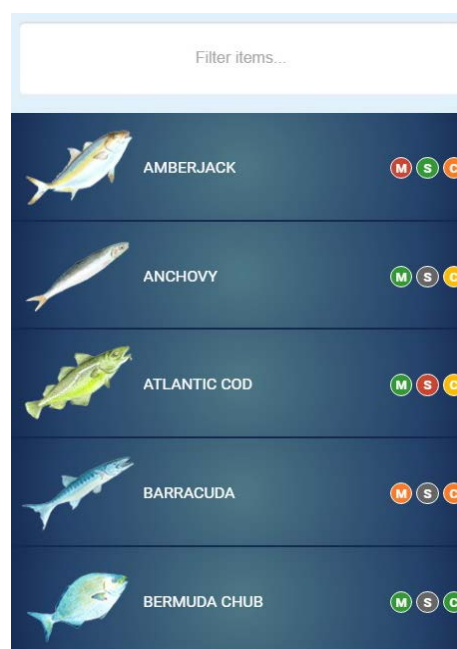 Filter items...
AMBERJACK M S C
ANCHOVY M S C
ATLANTIC COD M S C
BARRACUDA M S C
BERMUDA CHUB M S C